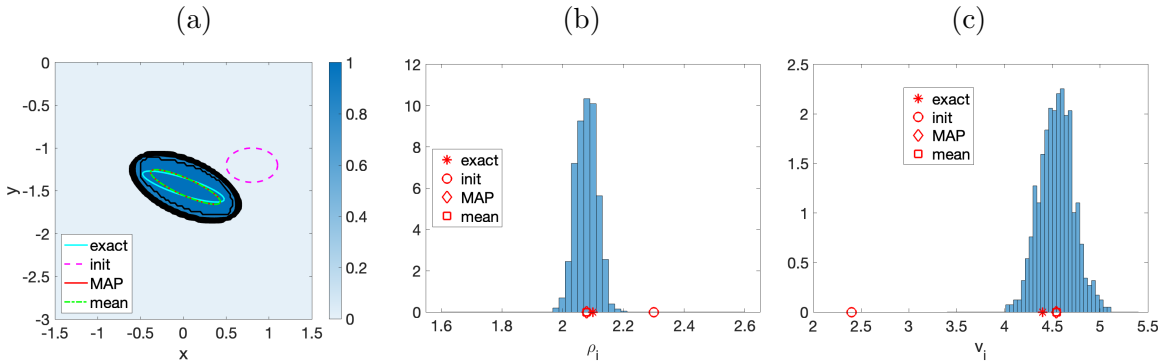 (a)
0
-0.5
-1
-1.5
-2
-2.5
-3
y
exact
init
MAP
mean
-1.5 -1 -0.5 0 0.5 1 1.5
x
1
0.8
0.6
0.4
0.2
0
(b)
12
10
8
6
4
2
0
exact
init
MAP
mean
1.6 1.8 2 2.2 2.4 2.6
ρi
(c)
2.5
2
1.5
1
0.5
0
exact
init
MAP
mean
2 2.5 3 3.5 4 4.5 5 5.5
vi